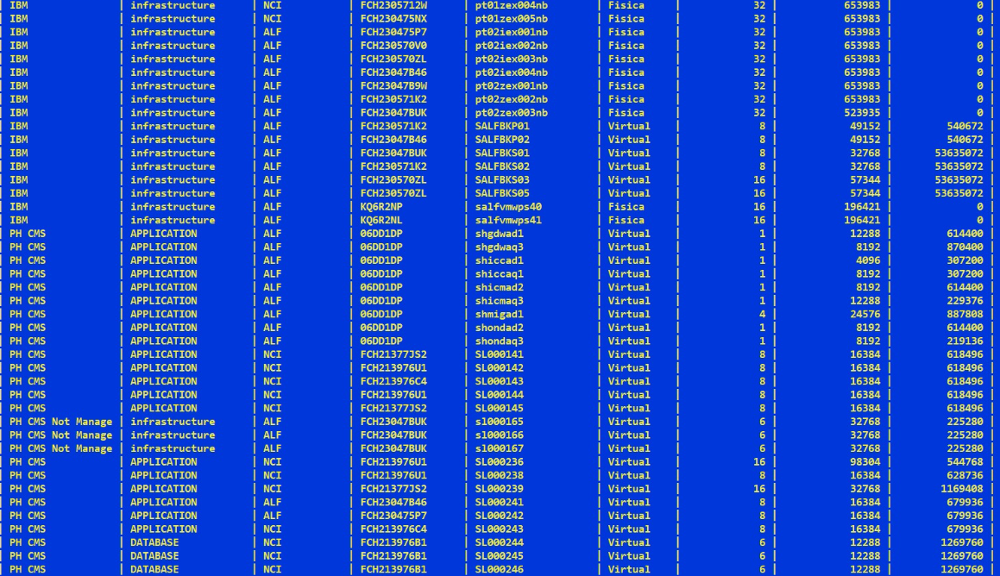 | IBM | infrastructure | NCI | FCH2305712W | pt01zex004nb | Fisica | 32 | 653983 | 0 |
| IBM | infrastructure | NCI | FCH230475NX | pt01zex005nb | Fisica | 32 | 653983 | 0 |
| IBM | infrastructure | ALF | FCH230475P7 | pt02iex001nb | Fisica | 32 | 653983 | 0 |
| IBM | infrastructure | ALF | FCH230570V0 | pt02iex002nb | Fisica | 32 | 653983 | 0 |
| IBM | infrastructure | ALF | FCH230570ZL | pt02iex003nb | Fisica | 32 | 653983 | 0 |
| IBM | infrastructure | ALF | FCH23047B46 | pt02iex004nb | Fisica | 32 | 653983 | 0 |
| IBM | infrastructure | ALF | FCH23047B9W | pt02zex001nb | Fisica | 32 | 653983 | 0 |
| IBM | infrastructure | ALF | FCH230571K2 | pt02zex002nb | Fisica | 32 | 653983 | 0 |
| IBM | infrastructure | ALF | FCH23047BUK | pt02zex003nb | Fisica | 32 | 523935 | 0 |
| IBM | infrastructure | ALF | FCH230571K2 | SALFBKP01 | Virtual | 8 | 49152 | 540672 |
| IBM | infrastructure | ALF | FCH23047B46 | SALFBKP02 | Virtual | 8 | 49152 | 540672 |
| IBM | infrastructure | ALF | FCH23047BUK | SALFBKS01 | Virtual | 8 | 32768 | 53635072 |
| IBM | infrastructure | ALF | FCH230571K2 | SALFBKS02 | Virtual | 8 | 32768 | 53635072 |
| IBM | infrastructure | ALF | FCH230570ZL | SALFBKS03 | Virtual | 16 | 57344 | 53635072 |
| IBM | infrastructure | ALF | FCH230570ZL | SALFBKS05 | Virtual | 16 | 57344 | 53635072 |
| IBM | infrastructure | ALF | KQ6R2NP | salfvmwps40 | Fisica | 16 | 196421 | 0 |
| IBM | infrastructure | ALF | KQ6R2NL | salfvmwps41 | Fisica | 16 | 196421 | 0 |
| PH CMS | APPLICATION | ALF | 06DD1DP | shgdwad1 | Virtual | 1 | 12288 | 614400 |
| PH CMS | APPLICATION | ALF | 06DD1DP | shgdwaq3 | Virtual | 1 | 8192 | 870400 |
| PH CMS | APPLICATION | ALF | 06DD1DP | shiccad1 | Virtual | 1 | 4096 | 307200 |
| PH CMS | APPLICATION | ALF | 06DD1DP | shiccaq1 | Virtual | 1 | 8192 | 307200 |
| PH CMS | APPLICATION | ALF | 06DD1DP | shicmad2 | Virtual | 1 | 8192 | 614400 |
| PH CMS | APPLICATION | ALF | 06DD1DP | shicmaq3 | Virtual | 1 | 12288 | 229376 |
| PH CMS | APPLICATION | ALF | 06DD1DP | shmigad1 | Virtual | 4 | 24576 | 887808 |
| PH CMS | APPLICATION | ALF | 06DD1DP | shondad2 | Virtual | 1 | 8192 | 614400 |
| PH CMS | APPLICATION | ALF | 06DD1DP | shondaq3 | Virtual | 1 | 8192 | 219136 |
| PH CMS | APPLICATION | NCI | FCH21377JS2 | SL000141 | Virtual | 8 | 16384 | 618496 |
| PH CMS | APPLICATION | NCI | FCH213976U1 | SL000142 | Virtual | 8 | 16384 | 618496 |
| PH CMS | APPLICATION | NCI | FCH213976C4 | SL000143 | Virtual | 8 | 16384 | 618496 |
| PH CMS | APPLICATION | NCI | FCH213976U1 | SL000144 | Virtual | 8 | 16384 | 618496 |
| PH CMS | APPLICATION | NCI | FCH21377JS2 | SL000145 | Virtual | 8 | 16384 | 618496 |
| PH CMS Not Manage | infrastructure | ALF | FCH23047BUK | sl000165 | Virtual | 6 | 32768 | 225280 |
| PH CMS Not Manage | infrastructure | ALF | FCH23047BUK | sl000166 | Virtual | 6 | 32768 | 225280 |
| PH CMS Not Manage | infrastructure | ALF | FCH23047BUK | sl000167 | Virtual | 6 | 32768 | 225280 |
| PH CMS | APPLICATION | NCI | FCH213976U1 | SL000236 | Virtual | 16 | 98304 | 544768 |
| PH CMS | APPLICATION | NCI | FCH213976U1 | SL000238 | Virtual | 8 | 16384 | 628736 |
| PH CMS | APPLICATION | NCI | FCH21377JS2 | SL000239 | Virtual | 16 | 32768 | 1169408 |
| PH CMS | APPLICATION | ALF | FCH23047B46 | SL000241 | Virtual | 8 | 16384 | 679936 |
| PH CMS | APPLICATION | ALF | FCH230475P7 | SL000242 | Virtual | 8 | 16384 | 679936 |
| PH CMS | APPLICATION | NCI | FCH213976C4 | SL000243 | Virtual | 8 | 16384 | 679936 |
| PH CMS | DATABASE | NCI | FCH213976B1 | SL000244 | Virtual | 6 | 12288 | 1269760 |
| PH CMS | DATABASE | NCI | FCH213976B1 | SL000245 | Virtual | 6 | 12288 | 1269760 |
| PH CMS | DATABASE | NCI | FCH213976B1 | SL000246 | Virtual | 6 | 12288 | 1269760 |